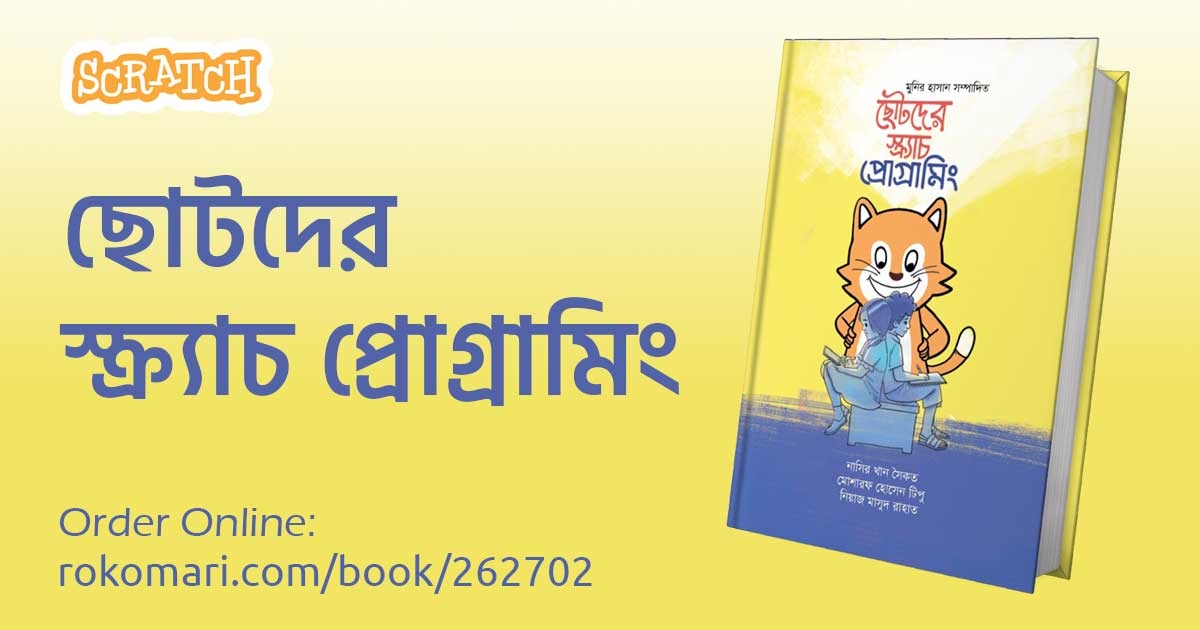 SCRATCH
ছোটদের
স্ক্র্যাচ প্রোগ্রামিং
Order Online:
rokomari.com/book/262702
মুনির হাসান সম্পাদিত
ছোটদের
স্ক্র্যাচ
প্রোগ্রামিং
নাসির খান সৈকত
মোশারফ হোসেন টিপু
নিয়াজ মাসুদ রাহাত